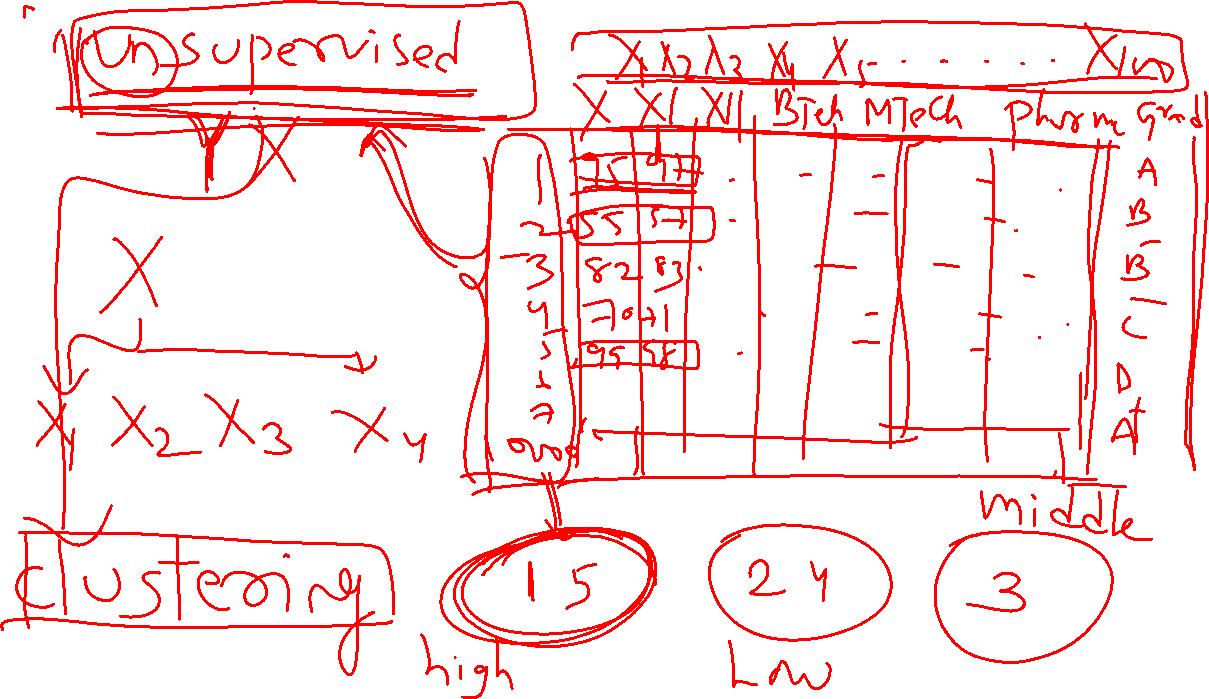 Unsupervised
X1 X2 X3 X4 X5 - - - - - - X100
X XI XII BTech MTech Pharm Grad
Y X
1 95 97 A
2 55 57 B
X 3 82 83 B
4 70 71 C
5 95 98 D
7 A+
X1 X2 X3 X4
middle
Clustering
1 5
2 4
3
high
Low